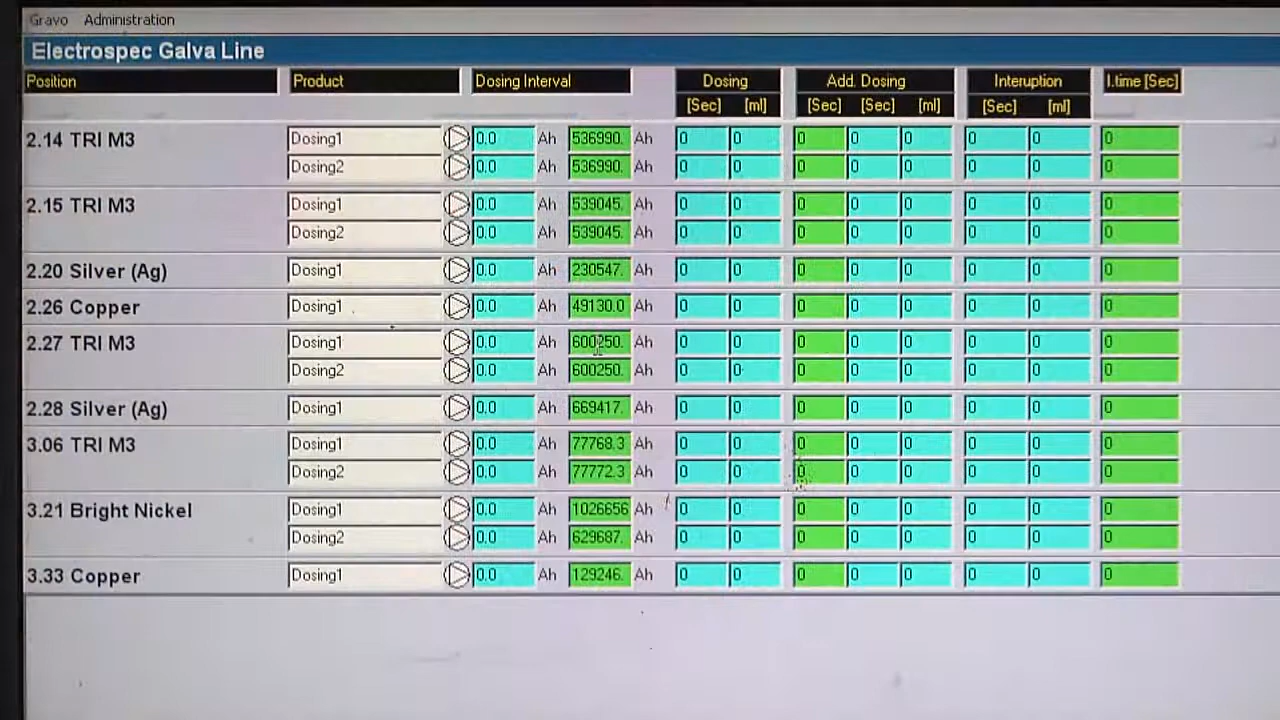 Gravo Administration
Electrospec Galva Line
Position Product Dosing Interval Dosing Add. Dosing Interuption I.time [Sec]
[Sec] [ml] [Sec] [Sec] [ml] [Sec] [ml]
2.14 TRI M3 Dosing1 0.0 Ah 536990. Ah 0 0 0 0 0 0 0 0
Dosing2 0.0 Ah 536990. Ah 0 0 0 0 0 0 0 0
2.15 TRI M3 Dosing1 0.0 Ah 539045. Ah 0 0 0 0 0 0 0 0
Dosing2 0.0 Ah 539045. Ah 0 0 0 0 0 0 0 0
2.20 Silver (Ag) Dosing1 0.0 Ah 230547. Ah 0 0 0 0 0 0 0 0
2.26 Copper Dosing1 0.0 Ah 49130.0 Ah 0 0 0 0 0 0 0 0
2.27 TRI M3 Dosing1 0.0 Ah 600250. Ah 0 0 0 0 0 0 0 0
Dosing2 0.0 Ah 600250. Ah 0 0 0 0 0 0 0 0
2.28 Silver (Ag) Dosing1 0.0 Ah 669417. Ah 0 0 0 0 0 0 0 0
3.06 TRI M3 Dosing1 0.0 Ah 77768.3 Ah 0 0 0 0 0 0 0 0
Dosing2 0.0 Ah 77772.3 Ah 0 0 0 0 0 0 0 0
3.21 Bright Nickel Dosing1 0.0 Ah 1026656 Ah 0 0 0 0 0 0 0 0
Dosing2 0.0 Ah 629687. Ah 0 0 0 0 0 0 0 0
3.33 Copper Dosing1 0.0 Ah 129246. Ah 0 0 0 0 0 0 0 0